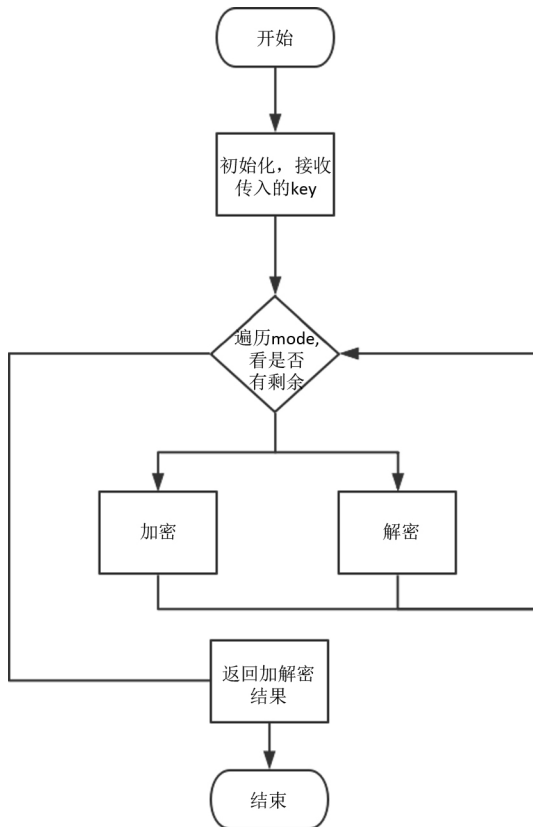 开始
初始化，接收
传入的key
遍历mode,
看是否
有剩余
加密
解密
返回加解密
结果
结束